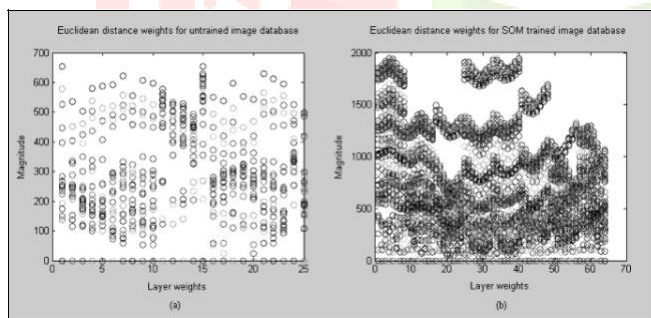 Euclidean distance weights for untrained image database
700
600
500
400
300
200
100
0
Magnitude
0 5 10 15 20 25
Layer weights
(a)
Euclidean distance weights for SOM trained image database
2000
1500
1000
500
0
Magnitude
0 10 20 30 40 50 60 70
Layer weights
(b)